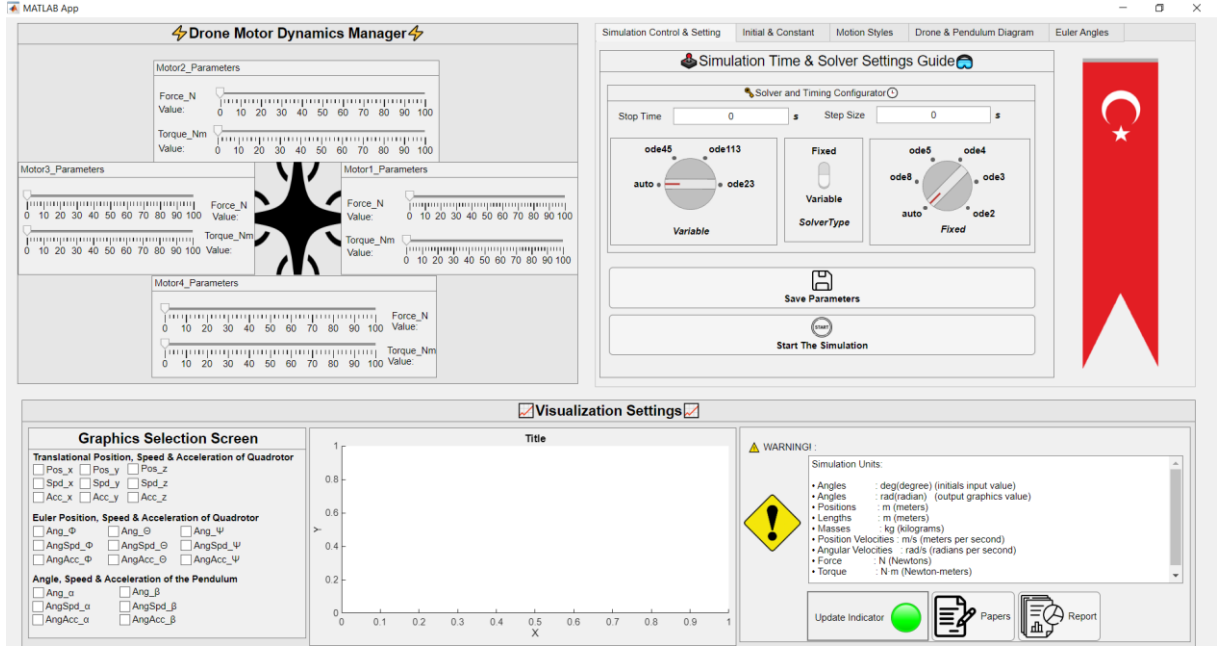 MATLAB App
⚡Drone Motor Dynamics Manager⚡
Motor2_Parameters
Force_N
Value:
0 10 20 30 40 50 60 70 80 90 100
Torque_Nm
Value:
0 10 20 30 40 50 60 70 80 90 100
Motor3_Parameters
Force_N
Value:
0 10 20 30 40 50 60 70 80 90 100
Torque_Nm
Value:
0 10 20 30 40 50 60 70 80 90 100
Motor1_Parameters
Force_N
Value:
0 10 20 30 40 50 60 70 80 90 100
Torque_Nm
Value:
0 10 20 30 40 50 60 70 80 90 100
Motor4_Parameters
Force_N
Value:
0 10 20 30 40 50 60 70 80 90 100
Torque_Nm
Value:
0 10 20 30 40 50 60 70 80 90 100
Simulation Control & Setting Initial & Constant Motion Styles Drone & Pendulum Diagram Euler Angles
🕹️Simulation Time & Solver Settings Guide🥽
Solver and Timing Configurator
Stop Time 0 s Step Size 0 s
ode45 ode113
auto ode23
Variable
Fixed
Variable
SolverType
ode5 ode4
ode8 ode3
auto ode2
Fixed
Save Parameters
START
Start The Simulation
📈Visualization Settings📈
Graphics Selection Screen
Translational Position, Speed & Acceleration of Quadrotor
Pos_x Pos_y Pos_z
Spd_x Spd_y Spd_z
Acc_x Acc_y Acc_z
Euler Position, Speed & Acceleration of Quadrotor
Ang_Φ Ang_Θ Ang_Ψ
AngSpd_Φ AngSpd_Θ AngSpd_Ψ
AngAcc_Φ AngAcc_Θ AngAcc_Ψ
Angle, Speed & Acceleration of the Pendulum
Ang_α Ang_β
AngSpd_α AngSpd_β
AngAcc_α AngAcc_β
Title
Y
1
0.8
0.6
0.4
0.2
0
0 0.1 0.2 0.3 0.4 0.5 0.6 0.7 0.8 0.9 1
X
⚠ WARNING! :
Simulation Units:
• Angles : deg(degree) (initials input value)
• Angles : rad(radian) (output graphics value)
• Positions : m (meters)
• Lengths : m (meters)
• Masses : kg (kilograms)
• Position Velocities : m/s (meters per second)
• Angular Velocities : rad/s (radians per second)
• Force : N (Newtons)
• Torque : N·m (Newton-meters)
Update Indicator
Papers
Report